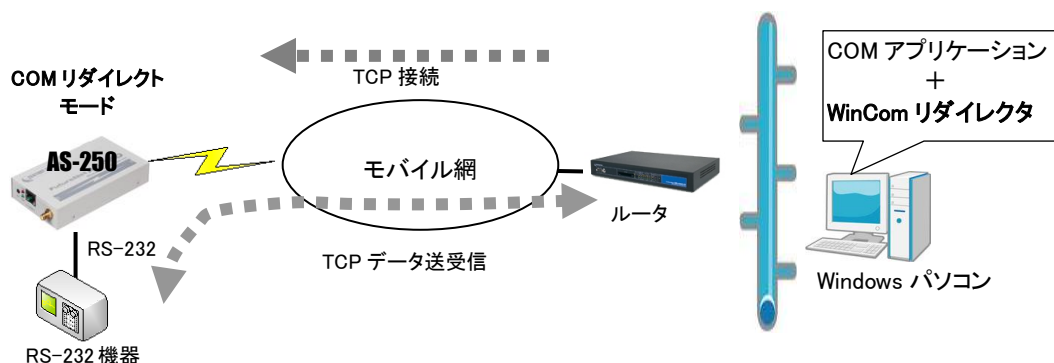 TCP 接続
COM リダイレクト
モード
AS-250
モバイル網
RS-232
TCP データ送受信
RS-232 機器
ルータ
COM アプリケーション
+
WinCom リダイレクタ
Windows パソコン